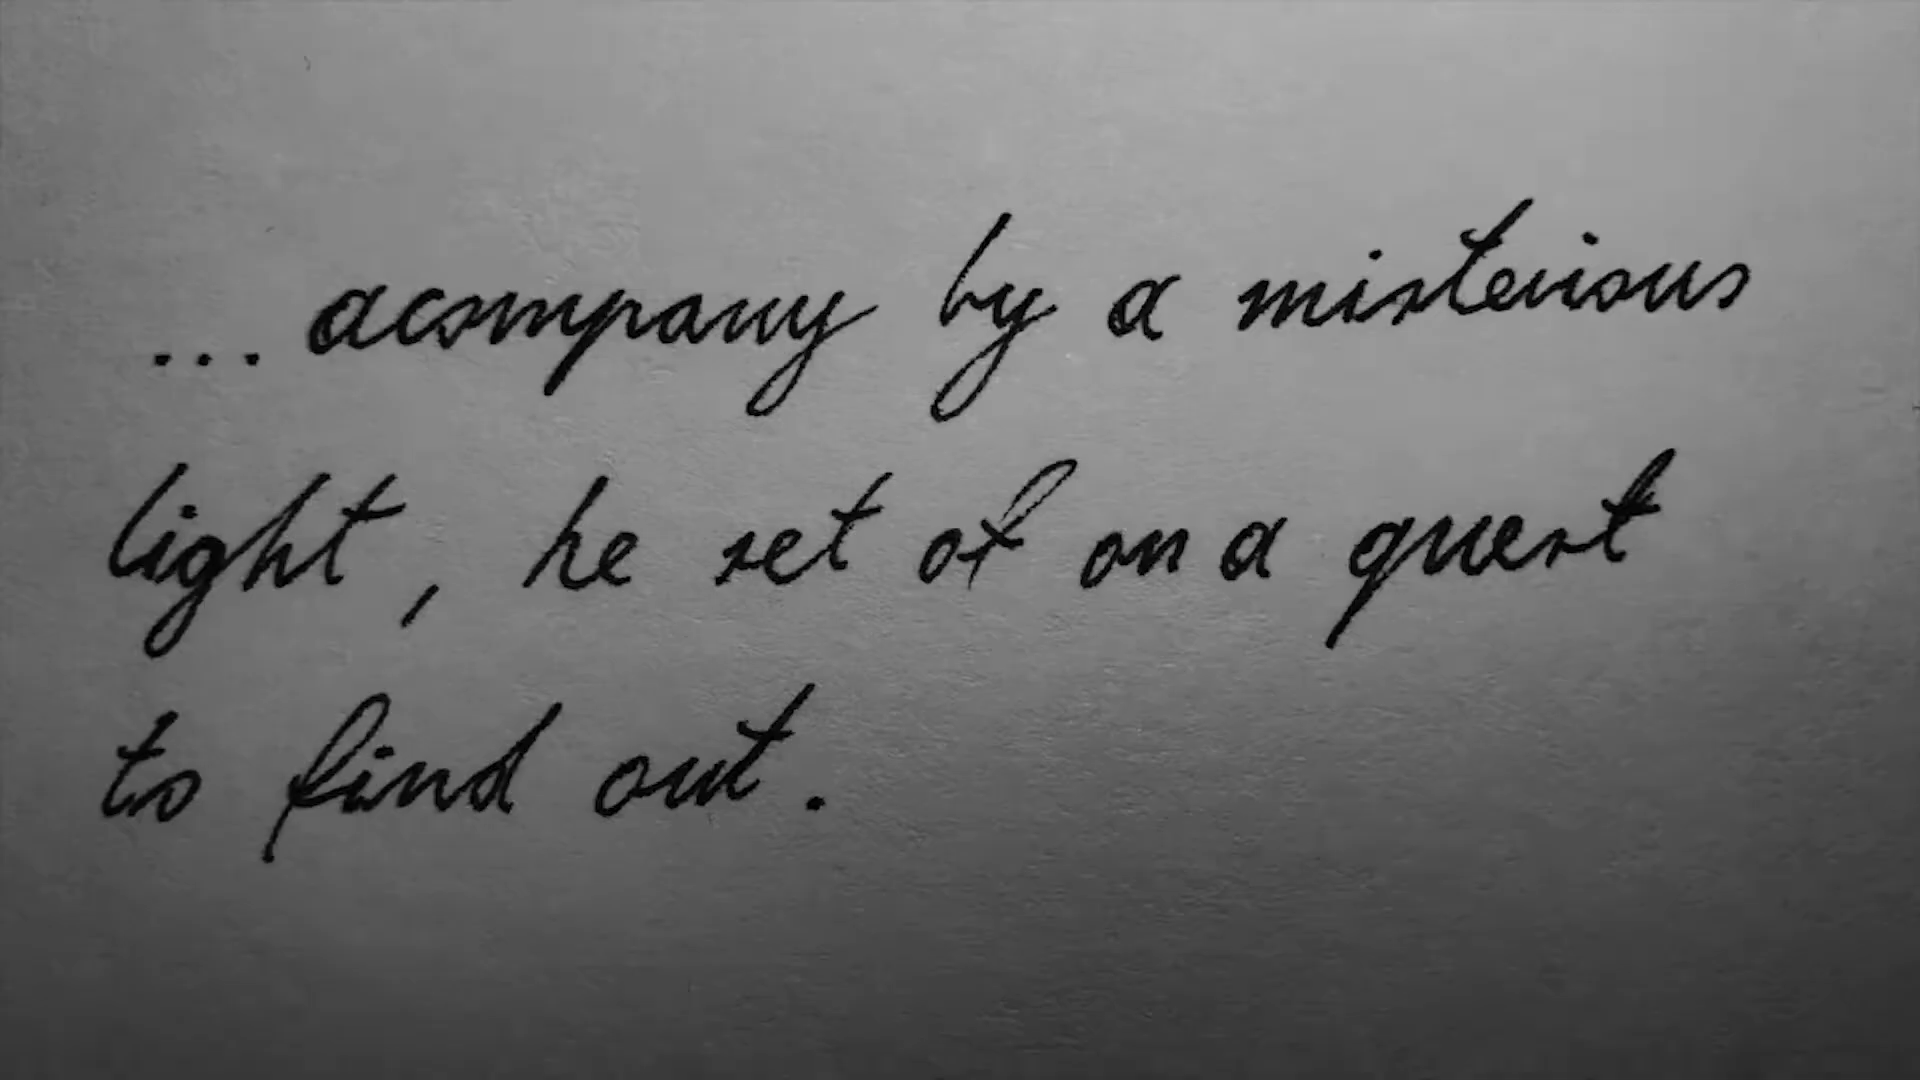 ... acompany by a misterious
light, he set of on a quest
to find out.